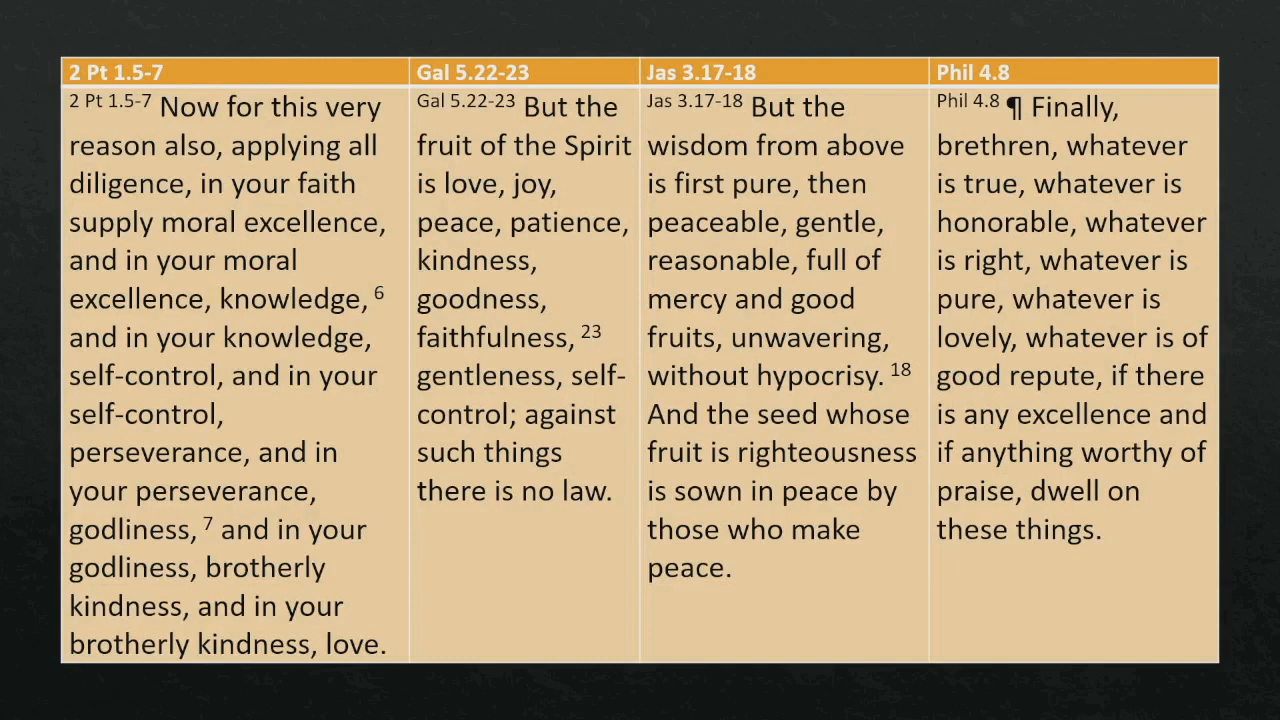 2 Pt 1.5-7
2 Pt 1.5-7 Now for this very
reason also, applying all
diligence, in your faith
supply moral excellence,
and in your moral
excellence, knowledge, 6
and in your knowledge,
self-control, and in your
self-control,
perseverance, and in
your perseverance,
godliness, 7 and in your
godliness, brotherly
kindness, and in your
brotherly kindness, love.
Gal 5.22-23
Gal 5.22-23 But the
fruit of the Spirit
is love, joy,
peace, patience,
kindness,
goodness,
faithfulness, 23
gentleness, self-
control; against
such things
there is no law.
Jas 3.17-18
Jas 3.17-18 But the
wisdom from above
is first pure, then
peaceable, gentle,
reasonable, full of
mercy and good
fruits, unwavering,
without hypocrisy. 18
And the seed whose
fruit is righteousness
is sown in peace by
those who make
peace.
Phil 4.8
Phil 4.8 ¶ Finally,
brethren, whatever
is true, whatever is
honorable, whatever
is right, whatever is
pure, whatever is
lovely, whatever is of
good repute, if there
is any excellence and
if anything worthy of
praise, dwell on
these things.